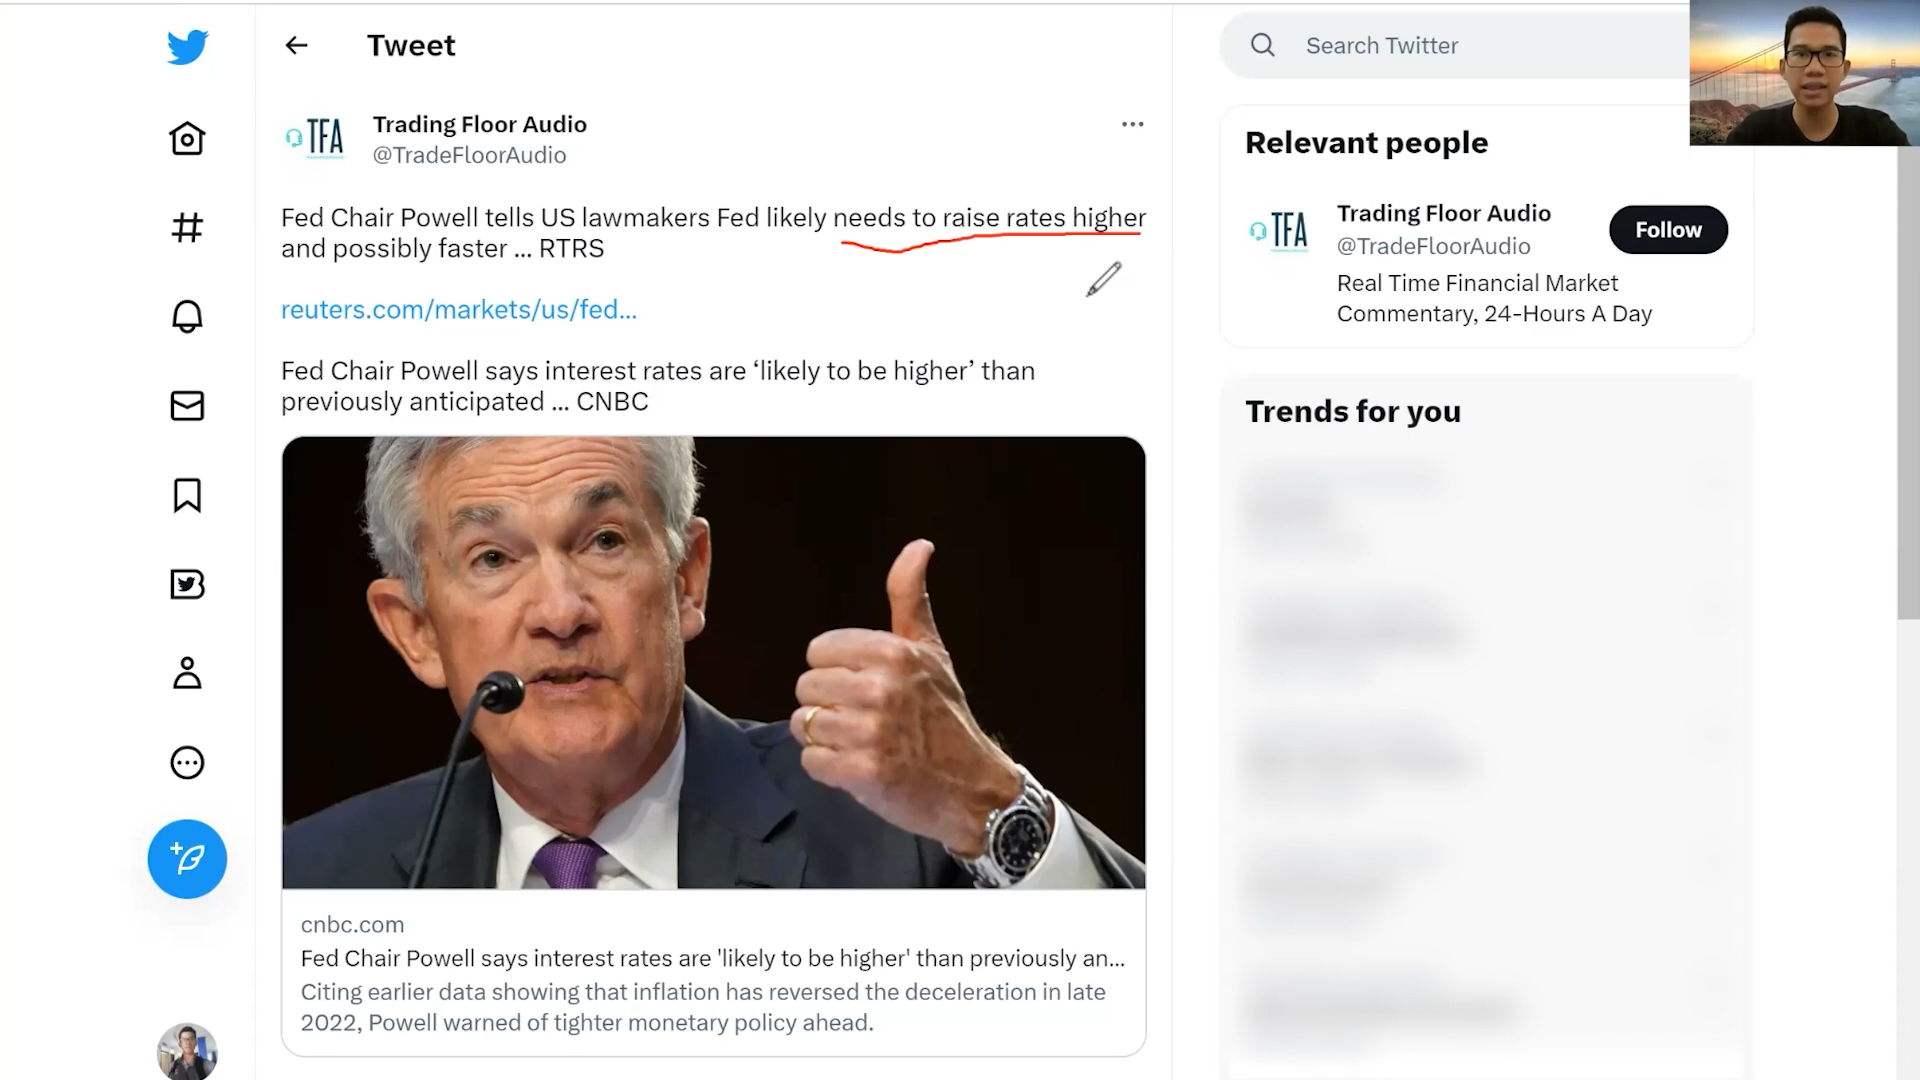 Tweet
Search Twitter
TFA
Trading Floor Audio
@TradeFloorAudio
Fed Chair Powell tells US lawmakers Fed likely needs to raise rates higher
and possibly faster ... RTRS
reuters.com/markets/us/fed...
Fed Chair Powell says interest rates are ‘likely to be higher’ than
previously anticipated ... CNBC
cnbc.com
Fed Chair Powell says interest rates are 'likely to be higher' than previously an...
Citing earlier data showing that inflation has reversed the deceleration in late
2022, Powell warned of tighter monetary policy ahead.
Relevant people
TFA
Trading Floor Audio
@TradeFloorAudio
Follow
Real Time Financial Market
Commentary, 24-Hours A Day
Trends for you